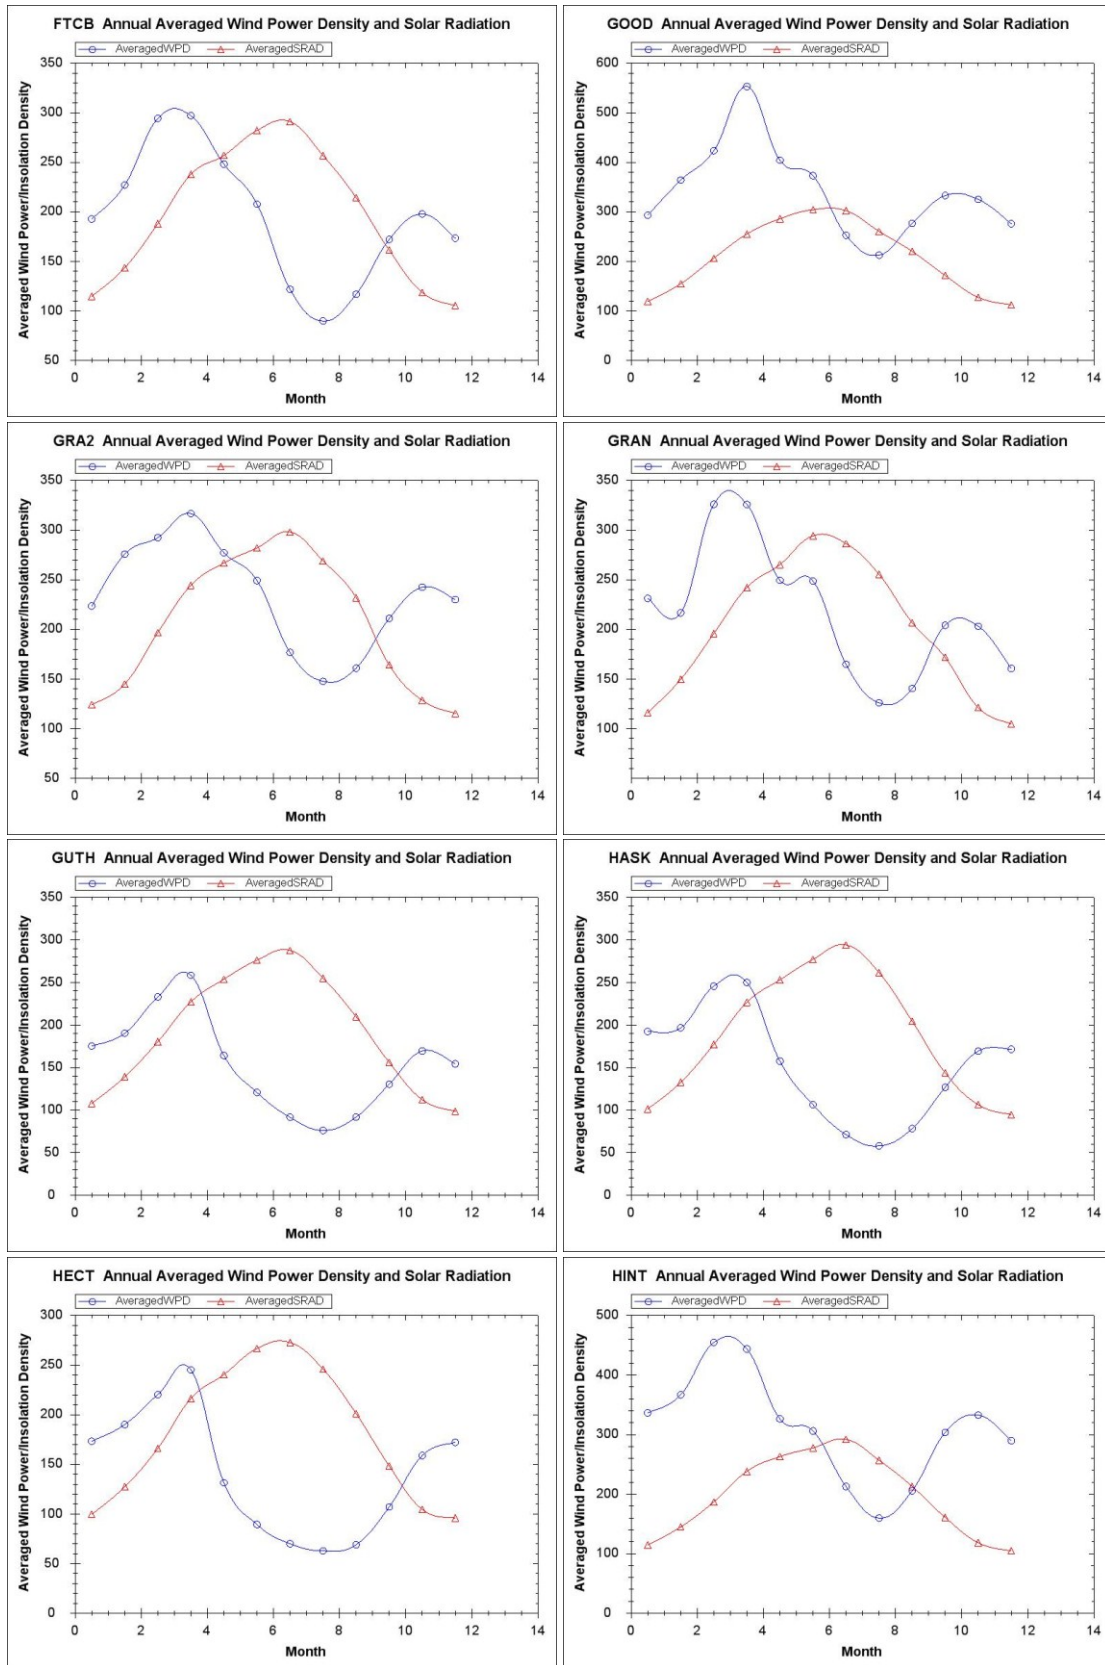 FTCB Annual Averaged Wind Power Density and Solar Radiation
AveragedWPD AveragedSRAD
Averaged Wind Power/Insolation Density
350
300
250
200
150
100
50
0 2 4 6 8 10 12 14
Month
GOOD Annual Averaged Wind Power Density and Solar Radiation
AveragedWPD AveragedSRAD
Averaged Wind Power/Insolation Density
600
500
400
300
200
100
0
0 2 4 6 8 10 12 14
Month
GRA2 Annual Averaged Wind Power Density and Solar Radiation
AveragedWPD AveragedSRAD
Averaged Wind Power/Insolation Density
350
300
250
200
150
100
50
0 2 4 6 8 10 12 14
Month
GRAN Annual Averaged Wind Power Density and Solar Radiation
AveragedWPD AveragedSRAD
Averaged Wind Power/Insolation Density
350
300
250
200
150
100
50
0 2 4 6 8 10 12 14
Month
GUTH Annual Averaged Wind Power Density and Solar Radiation
AveragedWPD AveragedSRAD
Averaged Wind Power/Insolation Density
350
300
250
200
150
100
50
0
0 2 4 6 8 10 12 14
Month
HASK Annual Averaged Wind Power Density and Solar Radiation
AveragedWPD AveragedSRAD
Averaged Wind Power/Insolation Density
350
300
250
200
150
100
50
0
0 2 4 6 8 10 12 14
Month
HECT Annual Averaged Wind Power Density and Solar Radiation
AveragedWPD AveragedSRAD
Averaged Wind Power/Insolation Density
300
250
200
150
100
50
0
0 2 4 6 8 10 12 14
Month
HINT Annual Averaged Wind Power Density and Solar Radiation
AveragedWPD AveragedSRAD
Averaged Wind Power/Insolation Density
500
400
300
200
100
0
0 2 4 6 8 10 12 14
Month